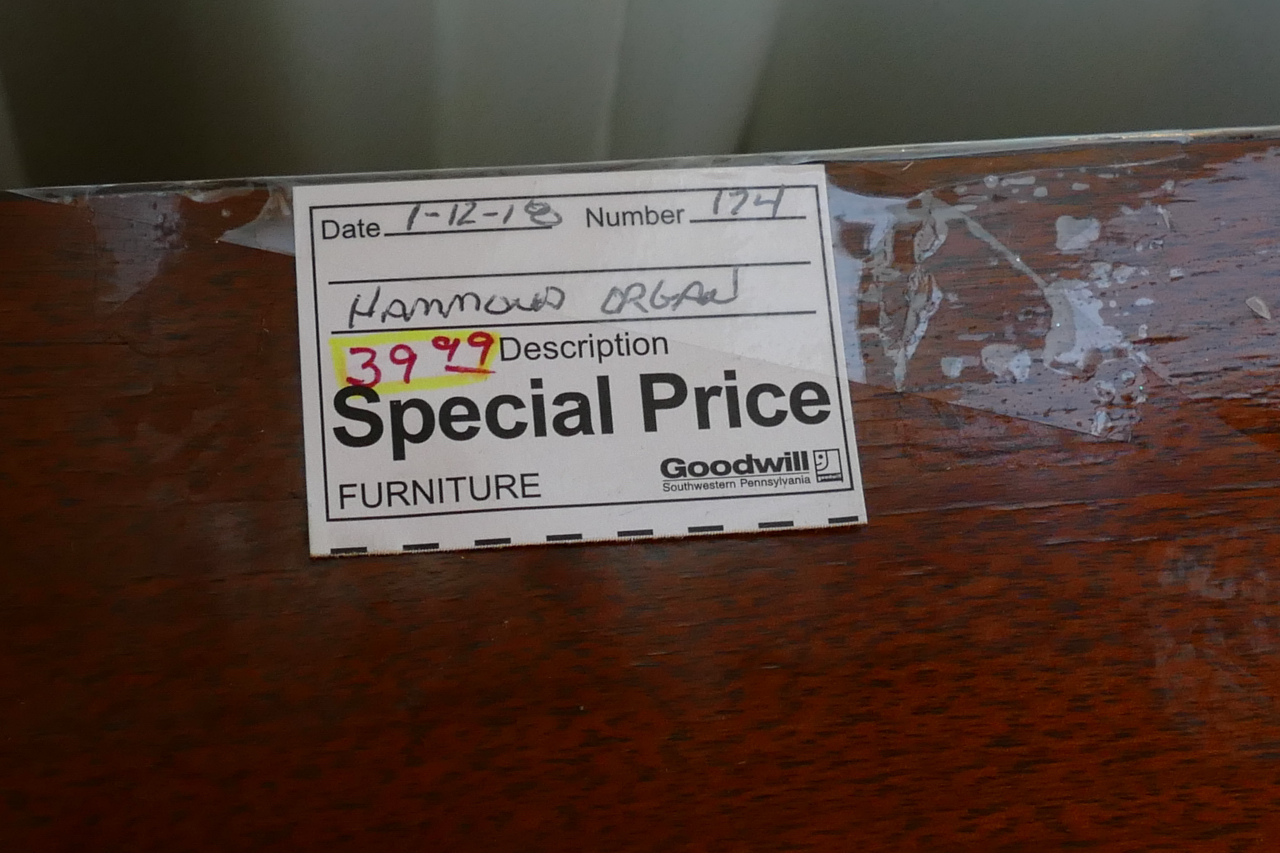 Date 1-12-18 Number 174
HAMMOND ORGAN
39 99 Description
Special Price
FURNITURE Goodwill
Southwestern Pennsylvania